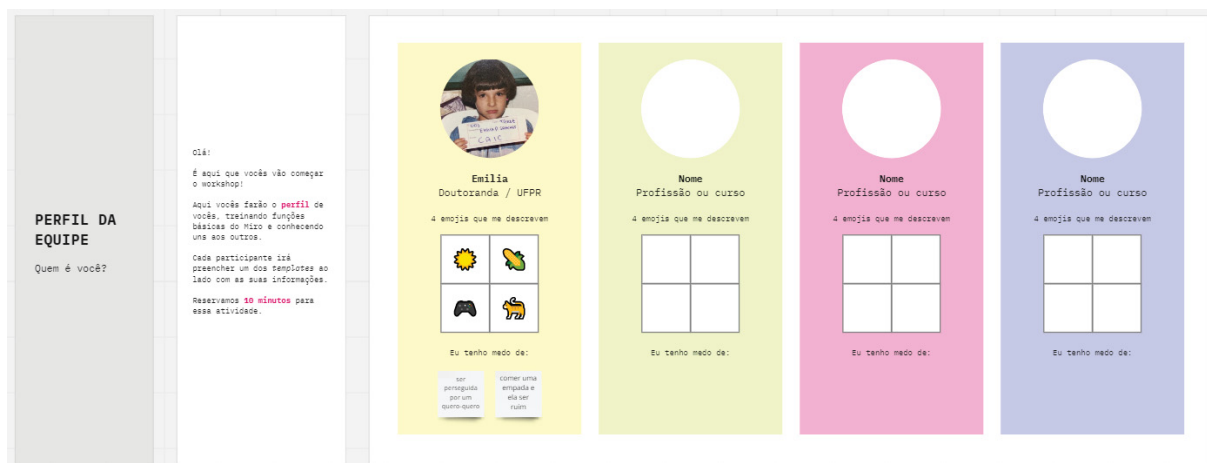 PERFIL DA
EQUIPE
Quem é você?
Olá!
É aqui que vocês vão começar
o workshop!
Aqui vocês farão o perfil de
vocês, treinando funções
básicas do Miro e conhecendo
uns aos outros.
Cada participante irá
preencher um dos templates ao
lado com as suas informações.
Reservamos 10 minutos para
essa atividade.
CAIC
Emilia
Doutoranda / UFPR
4 emojis que me descrevem
Eu tenho medo de:
ser
perseguida
por um
quero-quero
comer uma
empada e
ela ser
ruim
Nome
Profissão ou curso
4 emojis que me descrevem
Eu tenho medo de:
Nome
Profissão ou curso
4 emojis que me descrevem
Eu tenho medo de:
Nome
Profissão ou curso
4 emojis que me descrevem
Eu tenho medo de: